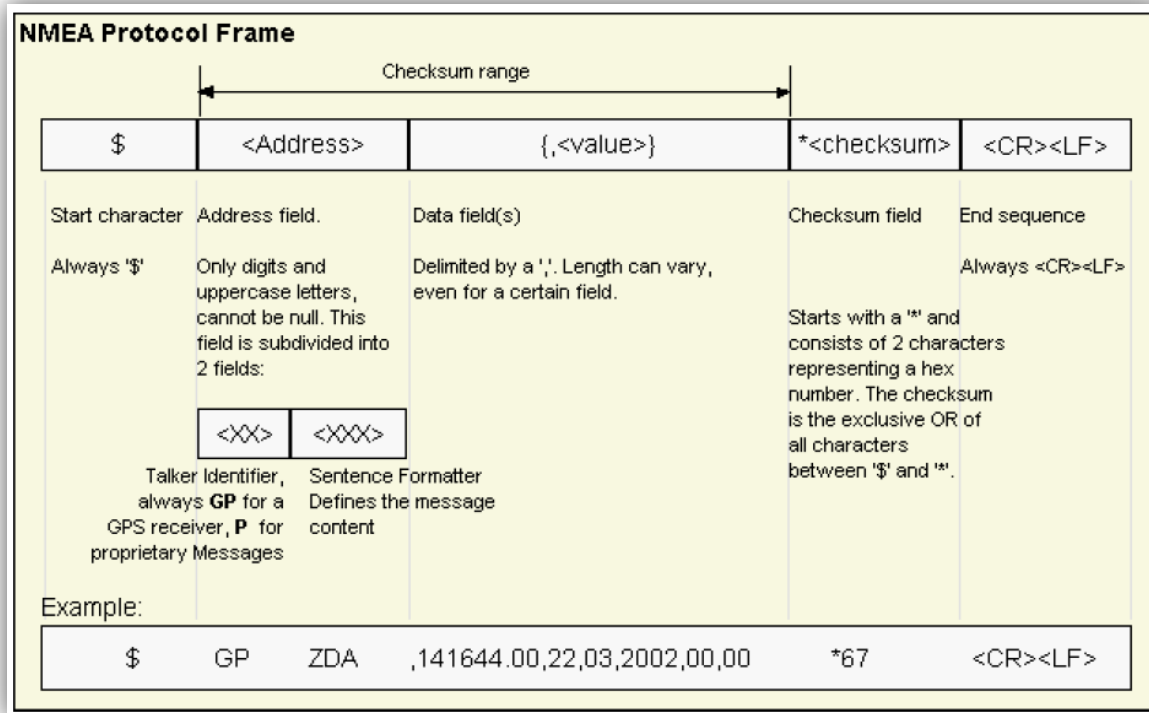 NMEA Protocol Frame
Checksum range
$ <Address> {,<value>} *<checksum> <CR><LF>
Start character
Always '$'
Address field.
Only digits and
uppercase letters,
cannot be null. This
field is subdivided into
2 fields:
<XX> <XXX>
Talker Identifier,
always GP for a
GPS receiver, P for
proprietary Messages
Sentence Formatter
Defines the message
content
Data field(s)
Delimited by a ','. Length can vary,
even for a certain field.
Checksum field
Starts with a '*' and
consists of 2 characters
representing a hex
number. The checksum
is the exclusive OR of
all characters
between '$' and '*'.
End sequence
Always <CR><LF>
Example:
$ GP ZDA ,141644.00,22,03,2002,00,00 *67 <CR><LF>